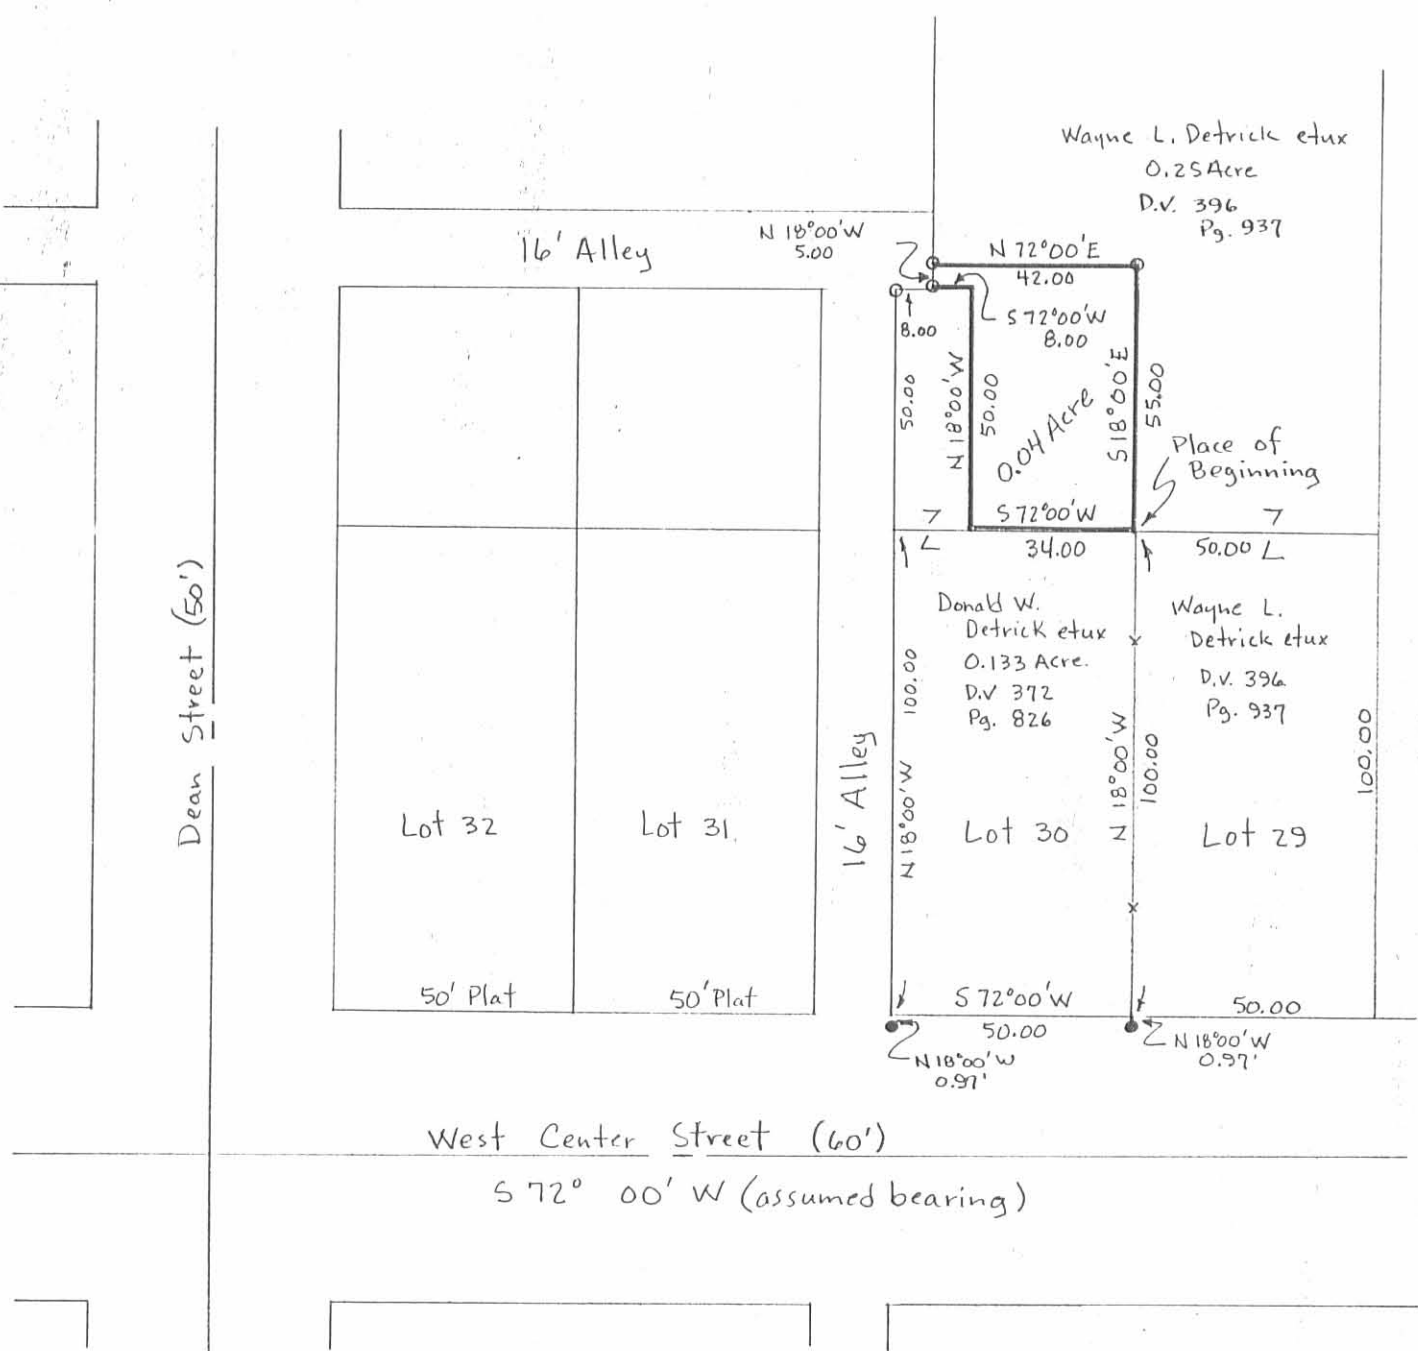 Wayne L. Detrick etux
0.25 Acre
D.V. 396
Pg. 937
16' Alley
N 18°00'W
5.00
N 72°00'E
42.00
S 72°00'W
8.00
8.00
50.00
N 18°00'W
50.00
0.04 Acre
S 18°00'E
55.00
Place of
Beginning
S 72°00'W
34.00
50.00
Donald W.
Detrick etux
0.133 Acre.
D.V 372
Pg. 826
Wayne L.
Detrick etux
D.V. 396
Pg. 937
Dean Street (50')
16' Alley
100.00
N 18°00'W
N 18°00'W
100.00
100.00
Lot 32
Lot 31
Lot 30
Lot 29
50' Plat
50' Plat
S 72°00'W
50.00
50.00
N 18°00'W
0.97'
N 18°00'W
0.97'
West Center Street (60')
S 72° 00' W (assumed bearing)